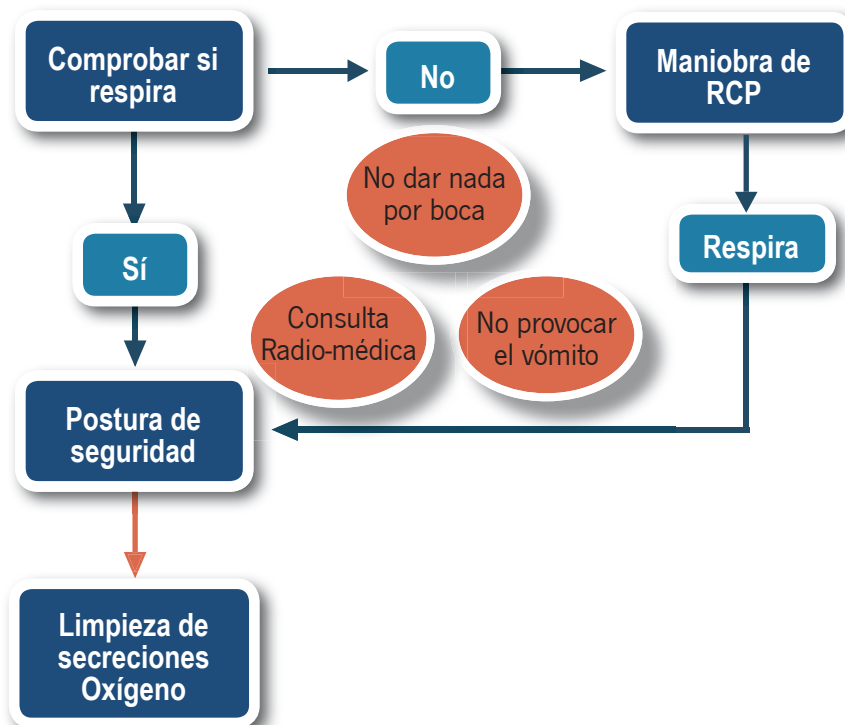 Comprobar si
respira
No
Maniobra de
RCP
No dar nada
por boca
Sí
Respira
Consulta
Radio-médica
No provocar
el vómito
Postura de
seguridad
Limpieza de
secreciones
Oxígeno